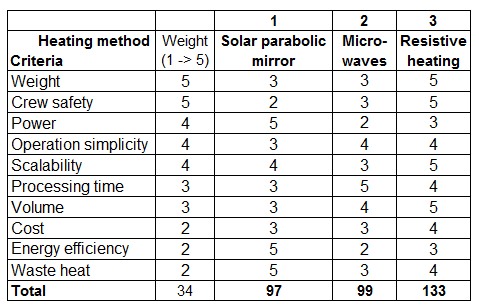 1 2 3
Heating method Weight Solar parabolic Micro- Resistive
Criteria (1 -> 5) mirror waves heating
Weight 5 3 3 5
Crew safety 5 2 3 5
Power 4 5 2 3
Operation simplicity 4 3 4 4
Scalability 4 4 3 5
Processing time 3 3 5 4
Volume 3 3 4 5
Cost 2 3 3 4
Energy efficiency 2 5 2 3
Waste heat 2 5 3 4
Total 34 97 99 133